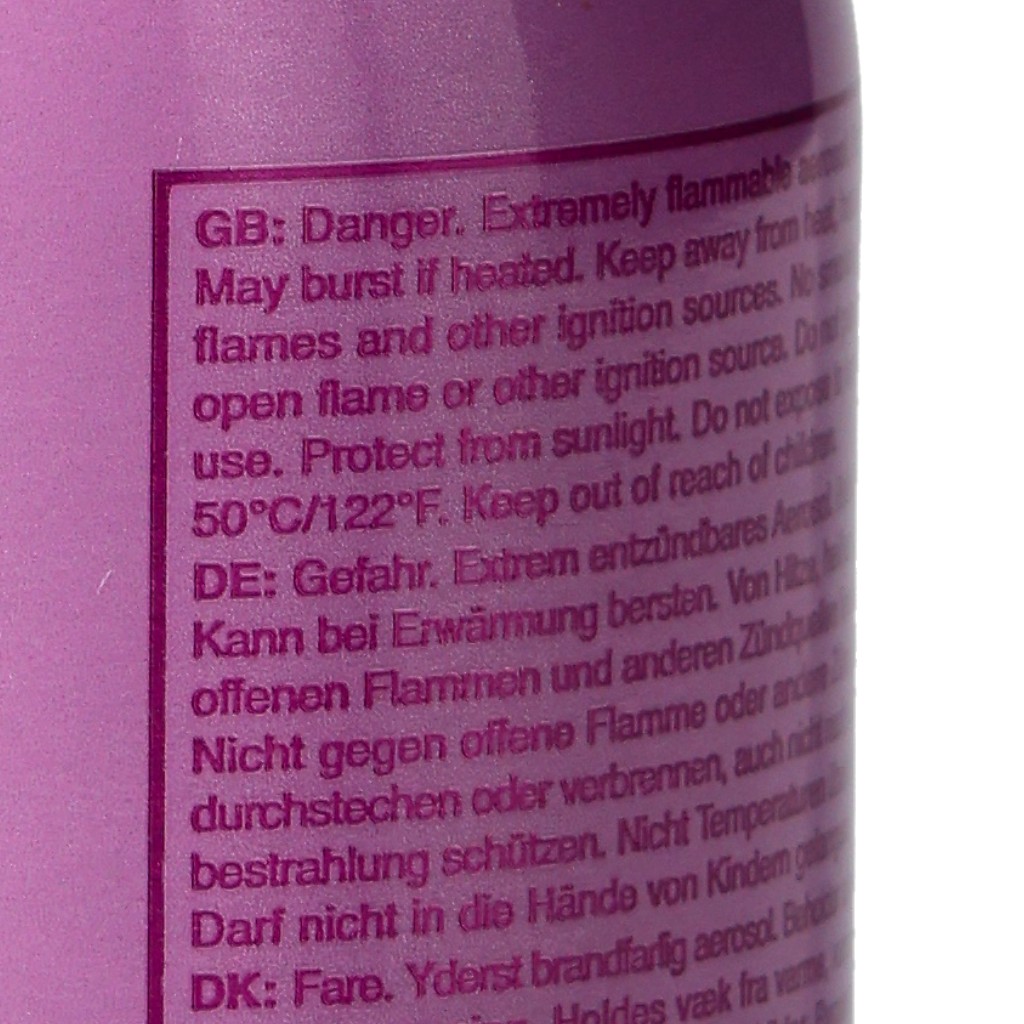 GB: Danger. Extremely flammable
May burst if heated. Keep away from heat,
flames and other ignition sources. No
open flame or other ignition source. Do not
use. Protect from sunlight. Do not expose
50°C/122°F. Keep out of reach of children.
DE: Gefahr. Extrem entzündbares Aerosol.
Kann bei Erwärmung bersten. Von Hitze,
offenen Flammen und anderen Zündquellen
Nicht gegen offene Flamme oder andere
durchstechen oder verbrennen, auch nicht
bestrahlung schützen. Nicht Temperaturen
Darf nicht in die Hände von Kindern
DK: Fare. Yderst brandfarlig aerosol.
Holdes væk fra varme,